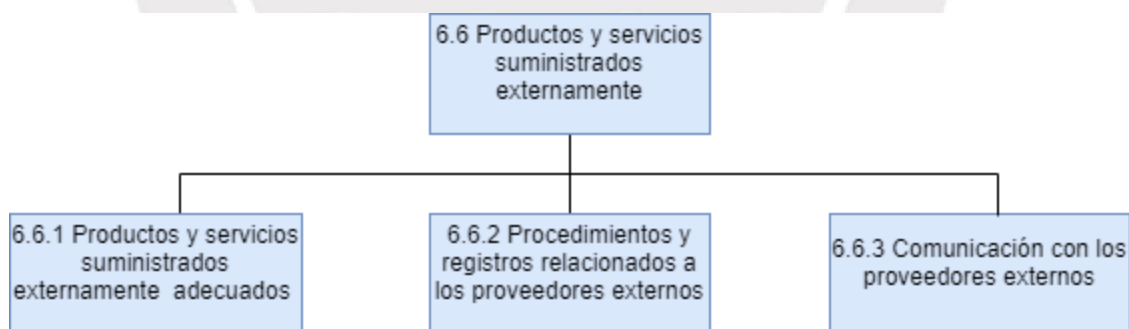 6.6 Productos y servicios
suministrados
externamente
6.6.1 Productos y servicios
suministrados
externamente adecuados
6.6.2 Procedimientos y
registros relacionados a
los proveedores externos
6.6.3 Comunicación con los
proveedores externos